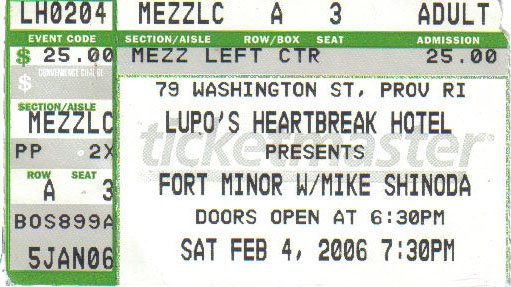 LH0204 MEZZLC A 3 ADULT
EVENT CODE SECTION/AISLE ROW/BOX SEAT ADMISSION
$ 25.00 MEZZ LEFT CTR 25.00
$ CONVENIENCE CHARGE
79 WASHINGTON ST, PROV RI
SECTION/AISLE
MEZZLC LUPO'S HEARTBREAK HOTEL
ticketmaster
PP 2X PRESENTS
ROW SEAT
A 3 FORT MINOR W/MIKE SHINODA
BOS899A DOORS OPEN AT 6:30PM
5JAN06 SAT FEB 4, 2006 7:30PM